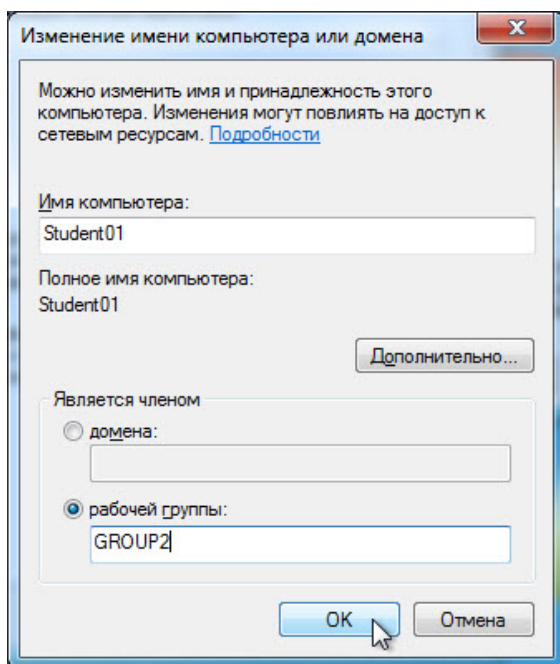 Изменение имени компьютера или домена
Можно изменить имя и принадлежность этого
компьютера. Изменения могут повлиять на доступ к
сетевым ресурсам. Подробности
Имя компьютера:
Student01
Полное имя компьютера:
Student01
Дополнительно...
Является членом
домена:
рабочей группы:
GROUP2
OK
Отмена